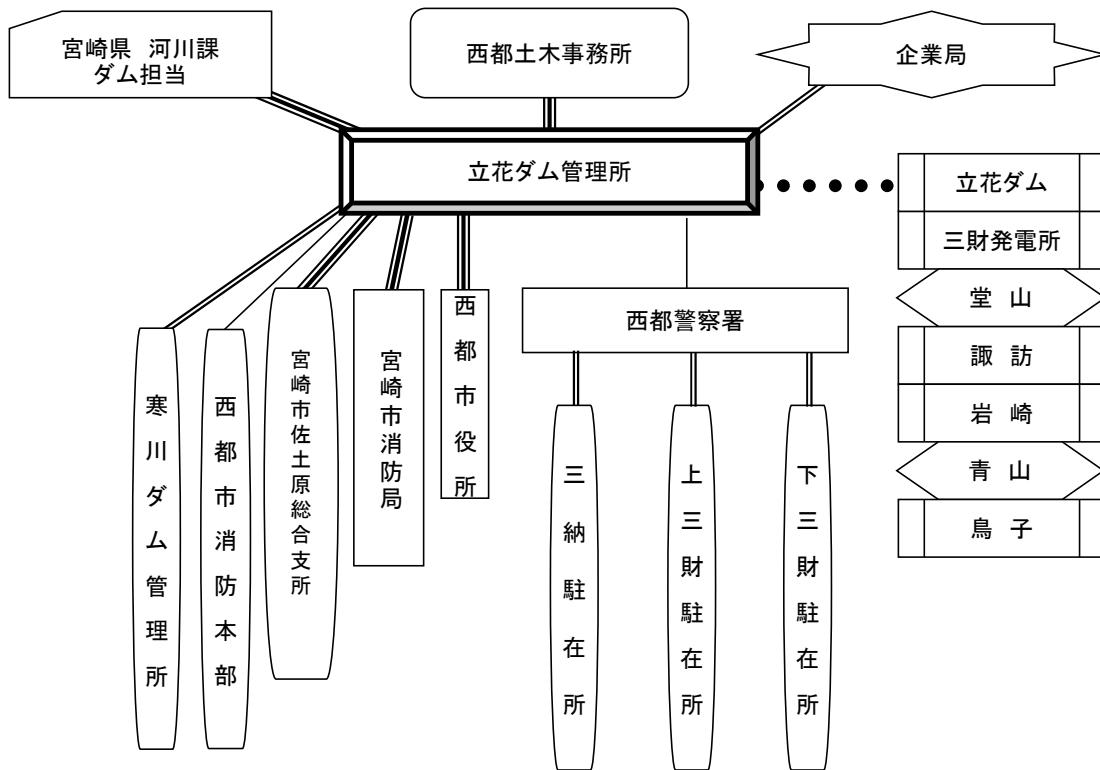 宮崎県 河川課
ダム担当
西都土木事務所
企業局
立花ダム管理所
立花ダム
三財発電所
堂 山
諏 訪
岩 崎
青 山
鳥 子
西都警察署
寒川ダム管理所
西都市消防本部
宮崎市佐土原総合支所
宮崎市消防局
西都市役所
三納駐在所
上三財駐在所
下三財駐在所